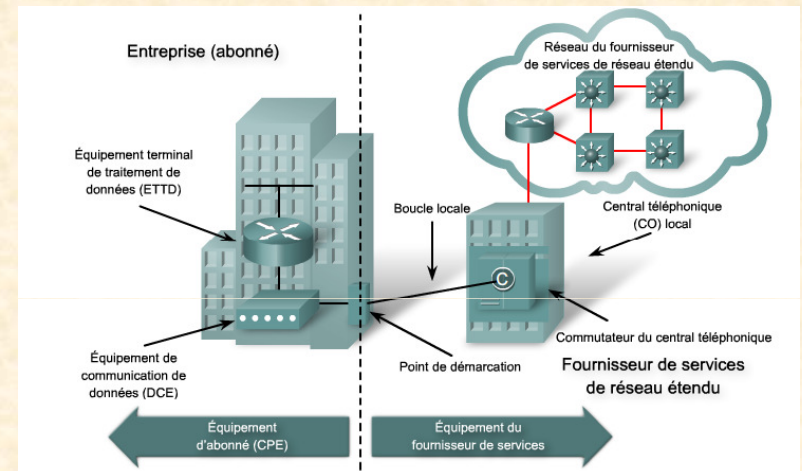 Entreprise (abonné)
Réseau du fournisseur
de services de réseau étendu
Équipement terminal
de traitement de
données (ETTD)
Boucle locale
Central téléphonique
(CO) local
C
Commutateur du central téléphonique
Équipement de
communication de
données (DCE)
Point de démarcation
Fournisseur de services
de réseau étendu
Équipement
d'abonné (CPE)
Équipement du
fournisseur de services